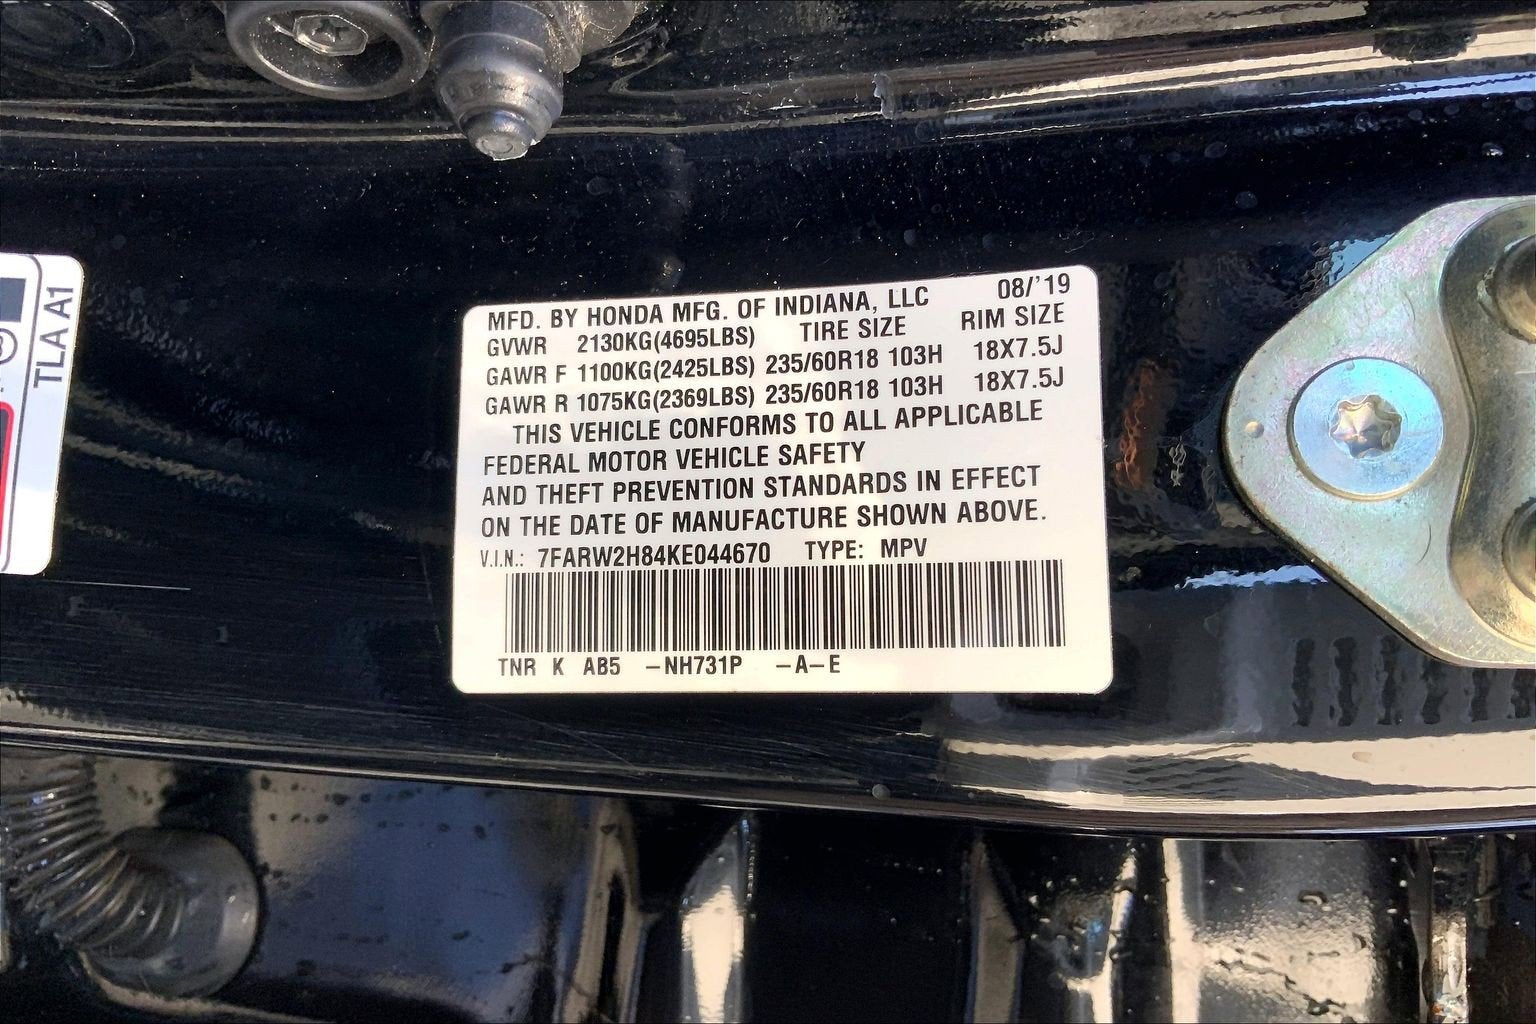 TLA A1
MFD. BY HONDA MFG. OF INDIANA, LLC 08/'19
GVWR 2130KG(4695LBS) TIRE SIZE RIM SIZE
GAWR F 1100KG(2425LBS) 235/60R18 103H 18X7.5J
GAWR R 1075KG(2369LBS) 235/60R18 103H 18X7.5J
THIS VEHICLE CONFORMS TO ALL APPLICABLE
FEDERAL MOTOR VEHICLE SAFETY
AND THEFT PREVENTION STANDARDS IN EFFECT
ON THE DATE OF MANUFACTURE SHOWN ABOVE.
V.I.N.: 7FARW2H84KE044670 TYPE: MPV
TNR K AB5 -NH731P -A-E